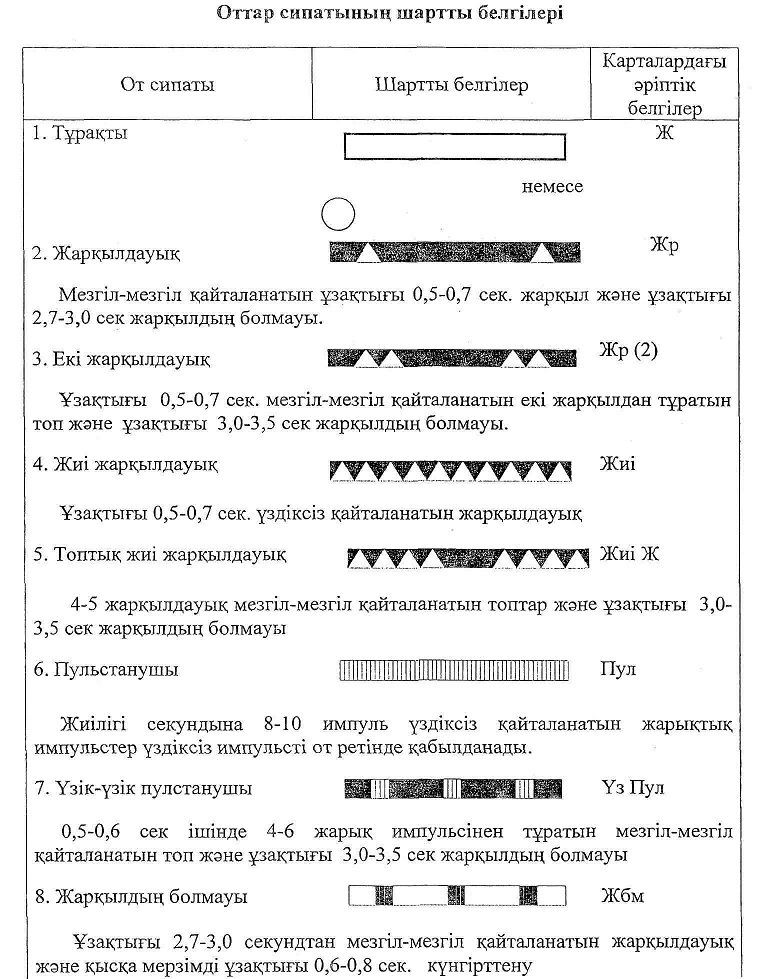 Оттар сипатының шартты белгілері
От сипаты
Шартты белгілер
Карталардағы
әріптік
белгілер
1. Тұрақты
Ж
немесе
2. Жарқылдауық
Жр
Мезгіл-мезгіл қайталанатын ұзақтығы 0,5-0,7 сек. жарқыл және ұзақтығы
2,7-3,0 сек жарқылдың болмауы.
3. Екі жарқылдауық
Жр (2)
Ұзақтығы 0,5-0,7 сек. мезгіл-мезгіл қайталанатын екі жарқылдан тұратын
топ және ұзақтығы 3,0-3,5 сек жарқылдың болмауы.
4. Жиі жарқылдауық
Жиі
Ұзақтығы 0,5-0,7 сек. үздіксіз қайталанатын жарқылдауық
5. Топтық жиі жарқылдауық
Жиі Ж
4-5 жарқылдауық мезгіл-мезгіл қайталанатын топтар және ұзақтығы 3,0-
3,5 сек жарқылдың болмауы
6. Пульстанушы
Пул
Жиілігі секундына 8-10 импуль үздіксіз қайталанатын жарықтық
импульстер үздіксіз импульсті от ретінде қабылданады.
7. Үзік-үзік пулстанушы
Үз Пул
0,5-0,6 сек ішінде 4-6 жарық импульсінен тұратын мезгіл-мезгіл
қайталанатын топ және ұзақтығы 3,0-3,5 сек жарқылдың болмауы
8. Жарқылдың болмауы
Жбм
Ұзақтығы 2,7-3,0 секундтан мезгіл-мезгіл қайталанатын жарқылдауық
және қысқа мерзімді ұзақтығы 0,6-0,8 сек. күнгірттену